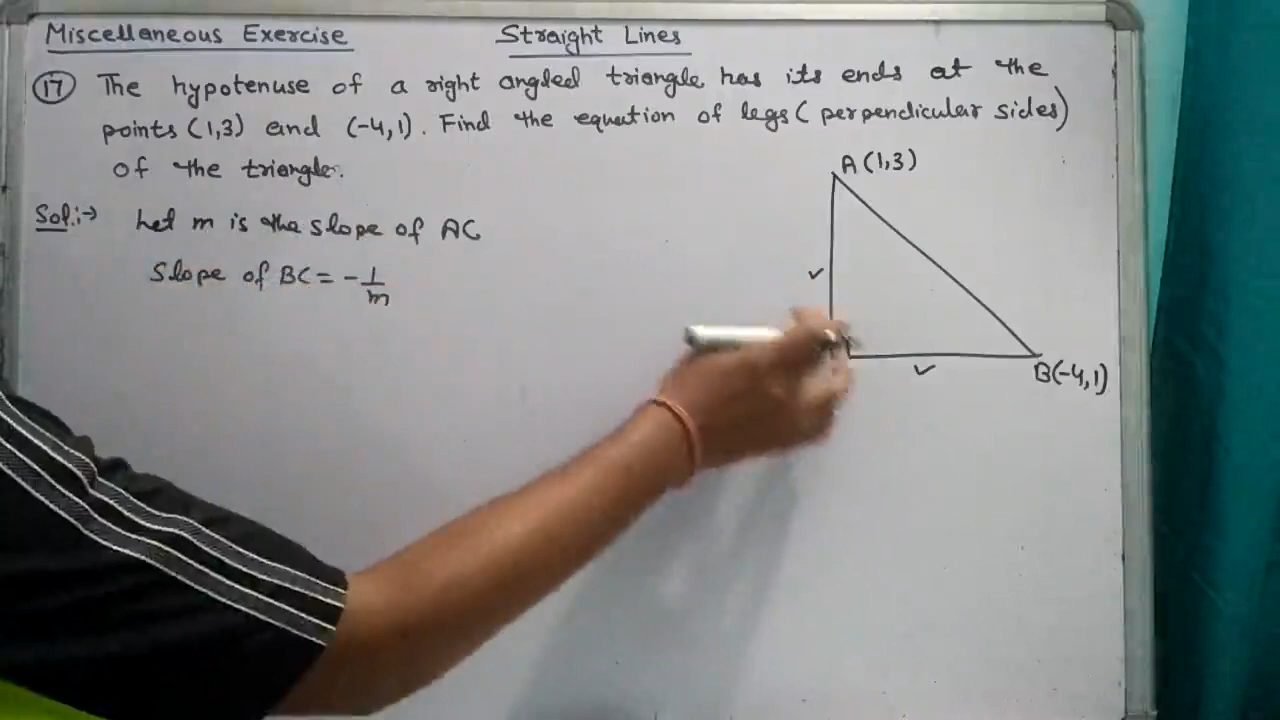 Miscellaneous Exercise Straight Lines
17 The hypotenuse of a right angled triangle has its ends at the
points (1,3) and (-4,1). Find the equation of legs (perpendicular sides)
of the triangle.
A (1,3)
Sol:→ Let m is the slope of AC
Slope of BC = -1/m
B(-4,1)